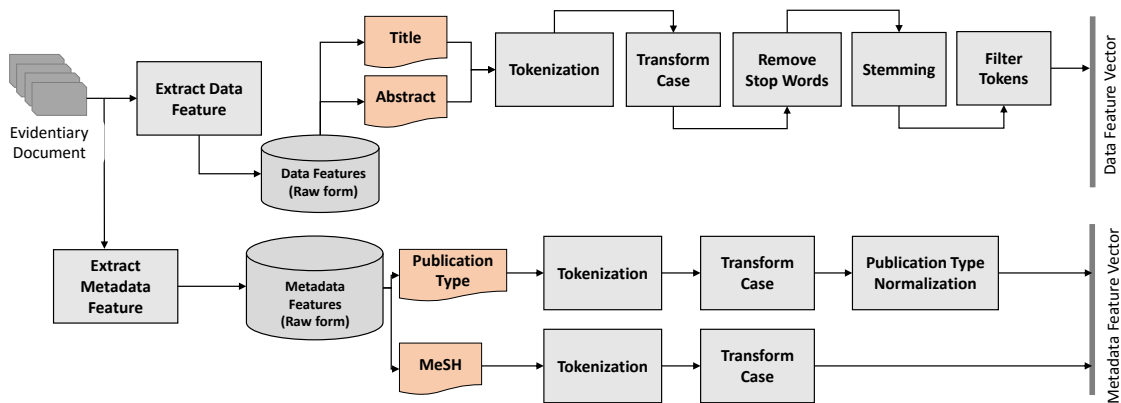 Evidentiary
Document
Extract Data
Feature
Data Features
(Raw form)
Title
Abstract
Tokenization
Transform
Case
Remove
Stop Words
Stemming
Filter
Tokens
Data Feature Vector
Extract
Metadata
Feature
Metadata
Features
(Raw form)
Publication
Type
Tokenization
Transform
Case
Publication Type
Normalization
MeSH
Tokenization
Transform
Case
Metadata Feature Vector